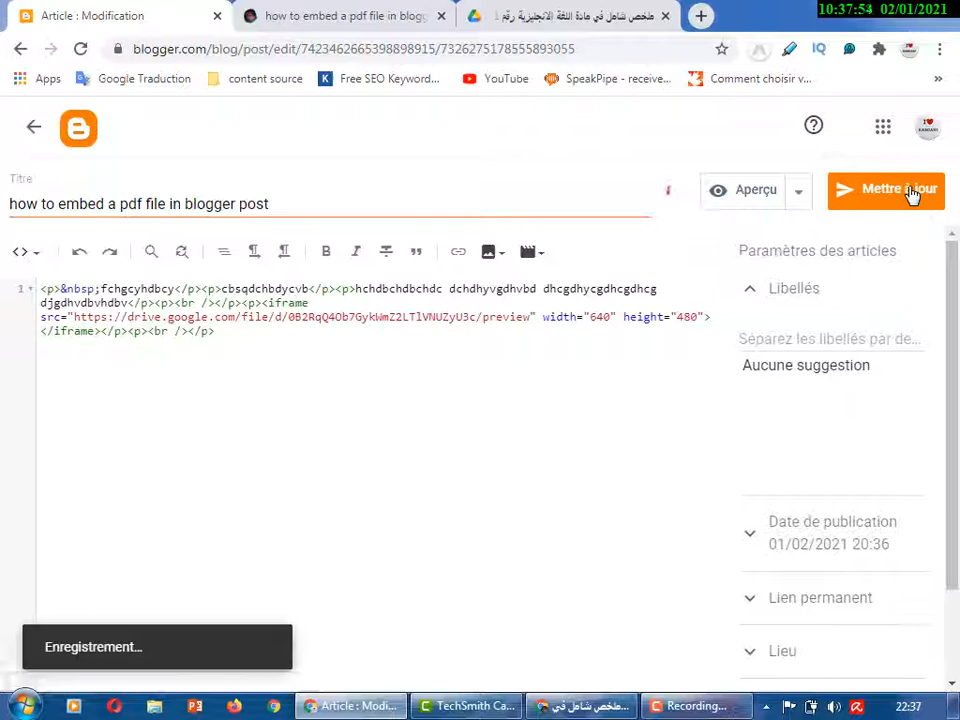 10:37:54 02/01/2021
Article : Modification
how to embed a pdf file in blogg
ملخص شامل في مادة اللغة الانجليزية رقم 1
blogger.com/blog/post/edit/7423462665398898915/7326275178555893055
Apps
Google Traduction
content source
Free SEO Keyword...
YouTube
SpeakPipe - receive...
Comment choisir v...
»
Titre
how to embed a pdf file in blogger post
Aperçu
Mettre à jour
1
<p>&nbsp;fchgcyhdbcy</p><p>cbsqdchbdycvb</p><p>hchdbchdbchdc dchdhyvgdhvbd dhcgdhycgdhcgdhcg
djgdhvdbvhdbv</p><p><br /></p><p><iframe
src="https://drive.google.com/file/d/0B2RqQ4Ob7GykWmZ2LTlVNUZyU3c/preview" width="640" height="480">
</iframe></p><p><br /></p>
Paramètres des articles
Libellés
Séparez les libellés par de...
Aucune suggestion
Date de publication
01/02/2021 20:36
Lien permanent
Lieu
Enregistrement...
Article : Modi...
TechSmith Ca...
ملخص شامل في...
Recording...
22:37